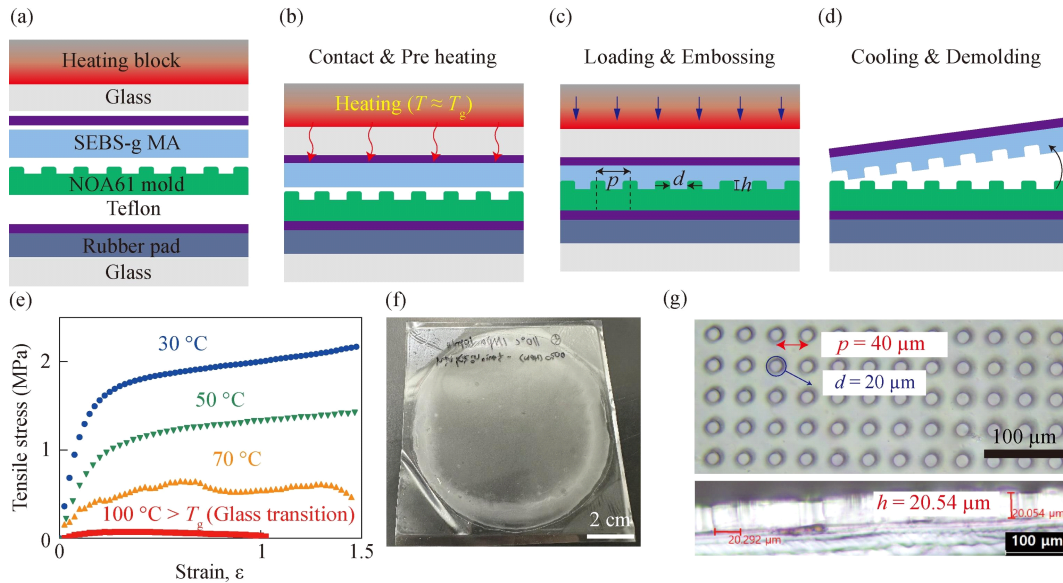 (a)
Heating block
Glass
SEBS-g MA
NOA61 mold
Teflon
Rubber pad
Glass
(b)
Contact & Pre heating
Heating (T ≈ Tg)
(c)
Loading & Embossing
p
d
h
(d)
Cooling & Demolding
(e)
Tensile stress (MPa)
2
1
0
30 °C
50 °C
70 °C
100 °C > Tg (Glass transition)
0
1
1.5
Strain, ε
(f)
2 cm
(g)
p = 40 μm
d = 20 μm
100 μm
h = 20.54 μm
20.054 μm
20.292 μm
100 μm